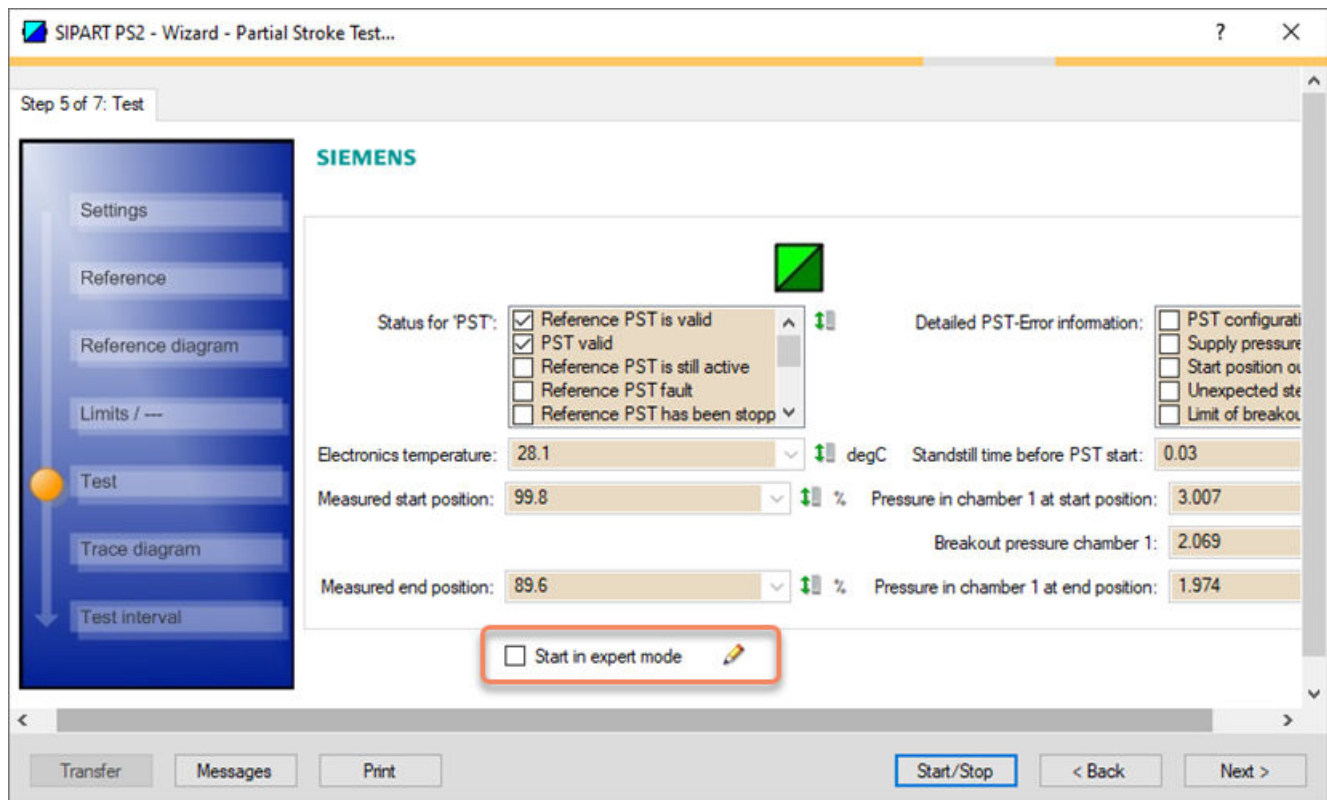 SIPART PS2 - Wizard - Partial Stroke Test...
?
Step 5 of 7: Test
SIEMENS
Settings
Reference
Reference diagram
Limits / ---
Test
Trace diagram
Test interval
Status for 'PST':
Reference PST is valid
PST valid
Reference PST is still active
Reference PST fault
Reference PST has been stopp
Detailed PST-Error information:
PST configurati
Supply pressure
Start position ou
Unexpected ste
Limit of breakou
Electronics temperature: 28.1 degC Standstill time before PST start: 0.03
Measured start position: 99.8 % Pressure in chamber 1 at start position: 3.007
Breakout pressure chamber 1: 2.069
Measured end position: 89.6 % Pressure in chamber 1 at end position: 1.974
Start in expert mode
Transfer Messages Print Start/Stop < Back Next >